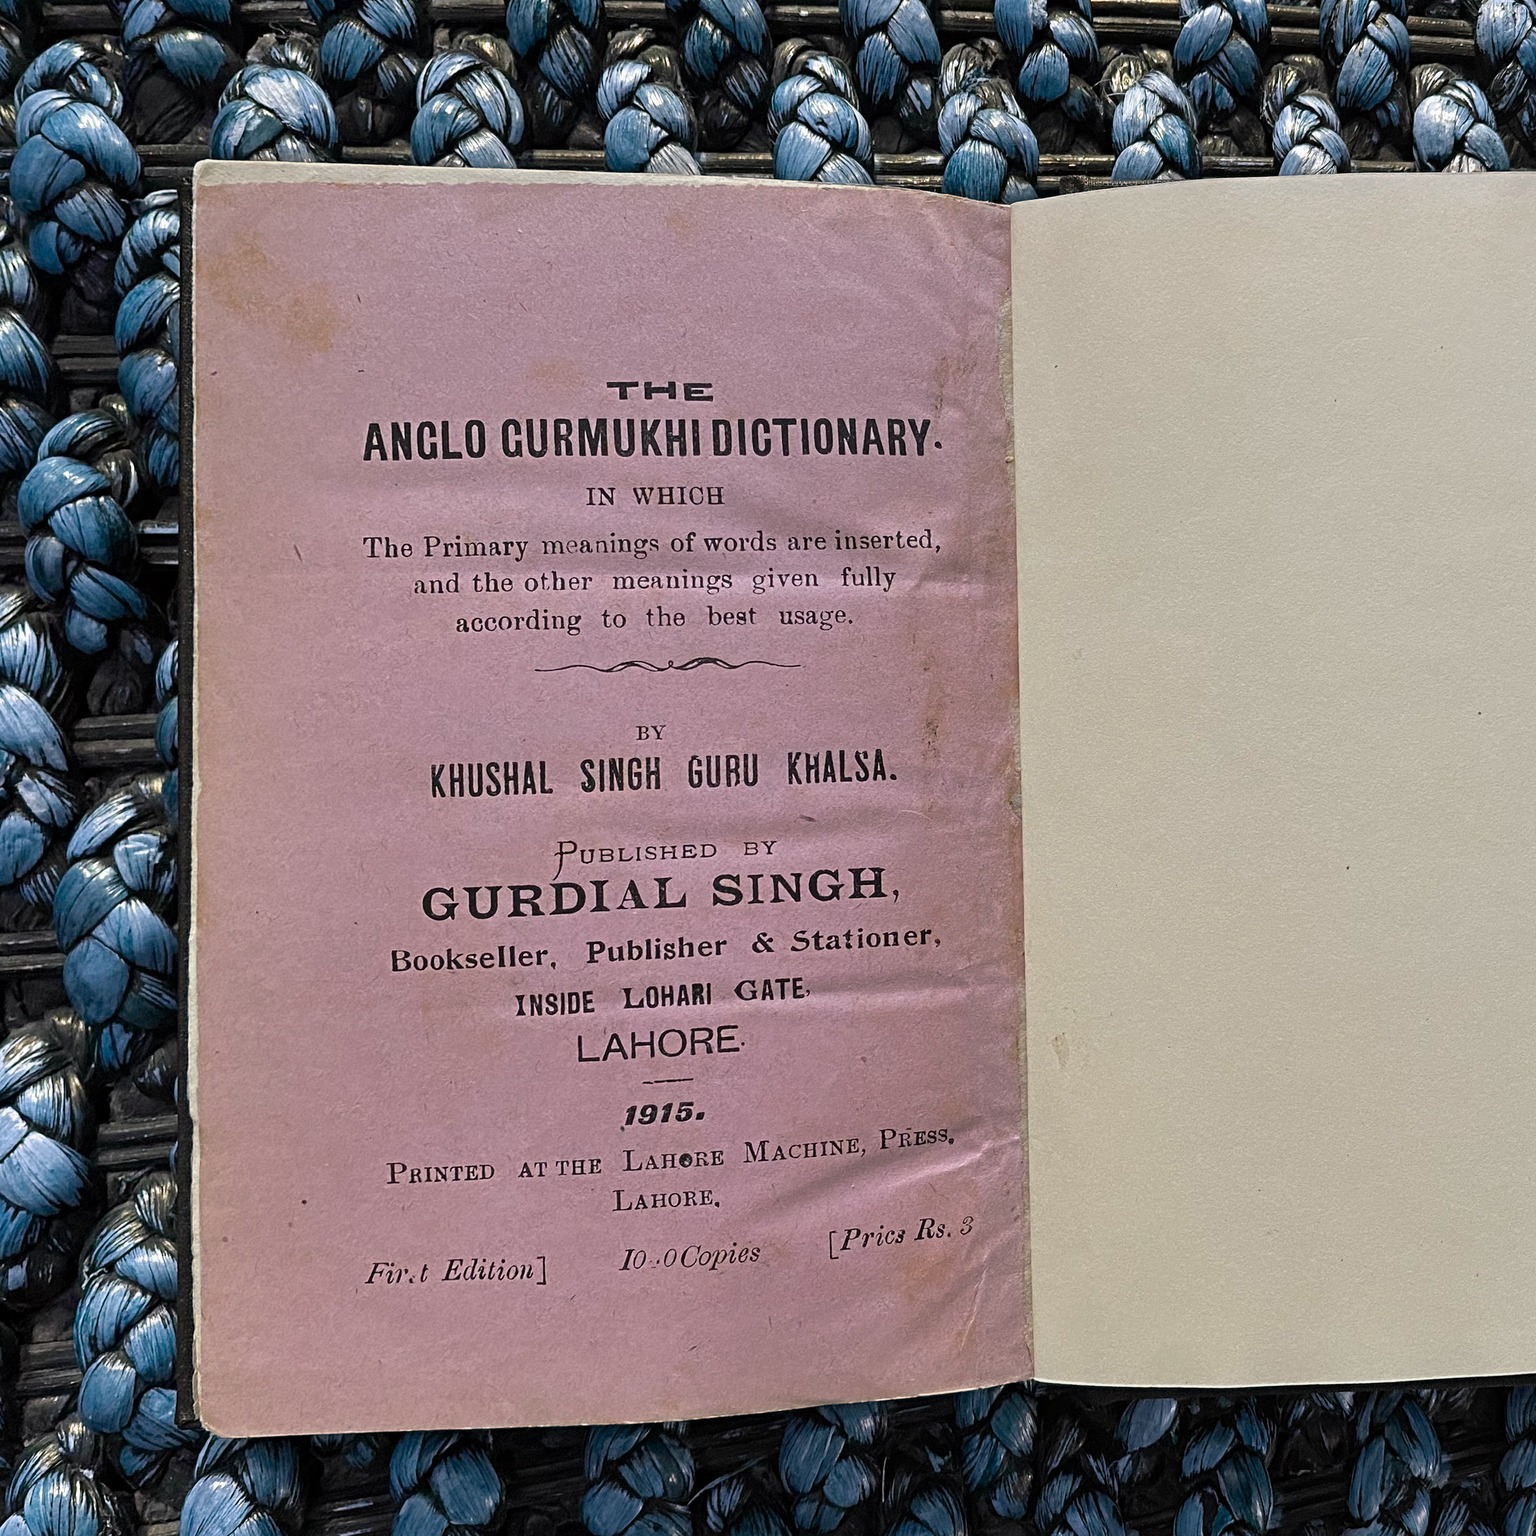 THE
ANGLO GURMUKHI DICTIONARY.
IN WHICH
The Primary meanings of words are inserted,
and the other meanings given fully
according to the best usage.
BY
KHUSHAL SINGH GURU KHALSA.
PUBLISHED BY
GURDIAL SINGH,
Bookseller, Publisher & Stationer,
INSIDE LOHARI GATE,
LAHORE.
1915.
PRINTED AT THE LAHORE MACHINE, PRESS.
LAHORE.
First Edition] Copies [Prics Rs. 3